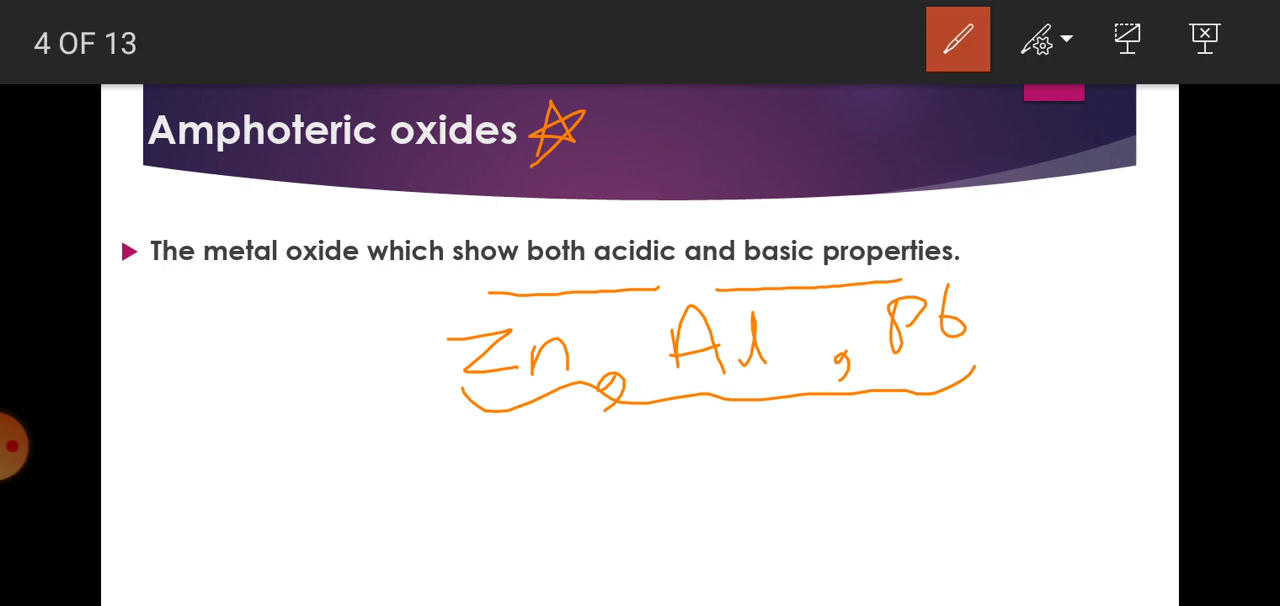 4 OF 13
Amphoteric oxides
The metal oxide which show both acidic and basic properties.
Zn, Al, Pb